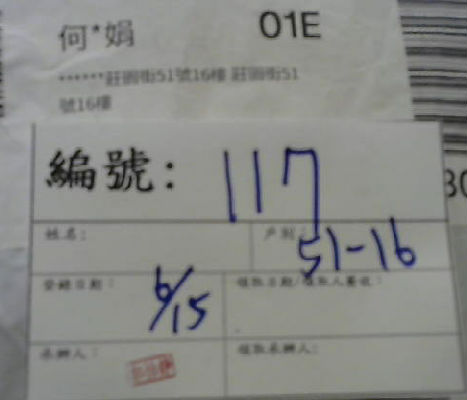 何*娟
01E
******莊園街51號16樓 莊園街51
號16樓
編號: 117
姓名:
戶別: 51-16
登錄日期: 6/15
領取日期/領取人簽收:
承辦人:
領取承辦人: